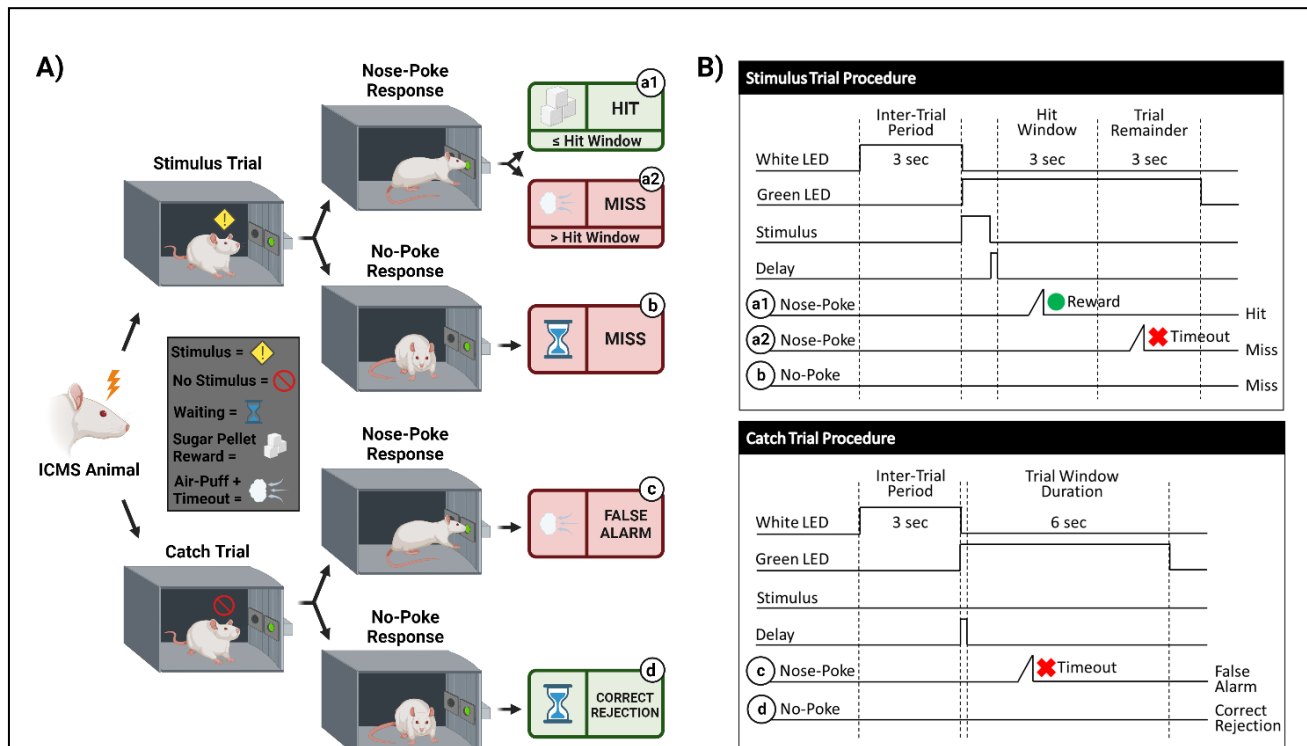 A)
Stimulus Trial
Nose-Poke
Response
a1
HIT
≤ Hit Window
a2
MISS
> Hit Window
No-Poke
Response
b
MISS
ICMS Animal
Stimulus =
No Stimulus =
Waiting =
Sugar Pellet
Reward =
Air-Puff +
Timeout =
Catch Trial
Nose-Poke
Response
c
FALSE
ALARM
No-Poke
Response
d
CORRECT
REJECTION
B)
Stimulus Trial Procedure
Inter-Trial
Period
Hit
Window
Trial
Remainder
White LED
3 sec
3 sec
3 sec
Green LED
Stimulus
Delay
a1 Nose-Poke
Reward
Hit
a2 Nose-Poke
Timeout
Miss
b No-Poke
Miss
Catch Trial Procedure
Inter-Trial
Period
Trial Window
Duration
White LED
3 sec
6 sec
Green LED
Stimulus
Delay
c Nose-Poke
Timeout
False
Alarm
d No-Poke
Correct
Rejection